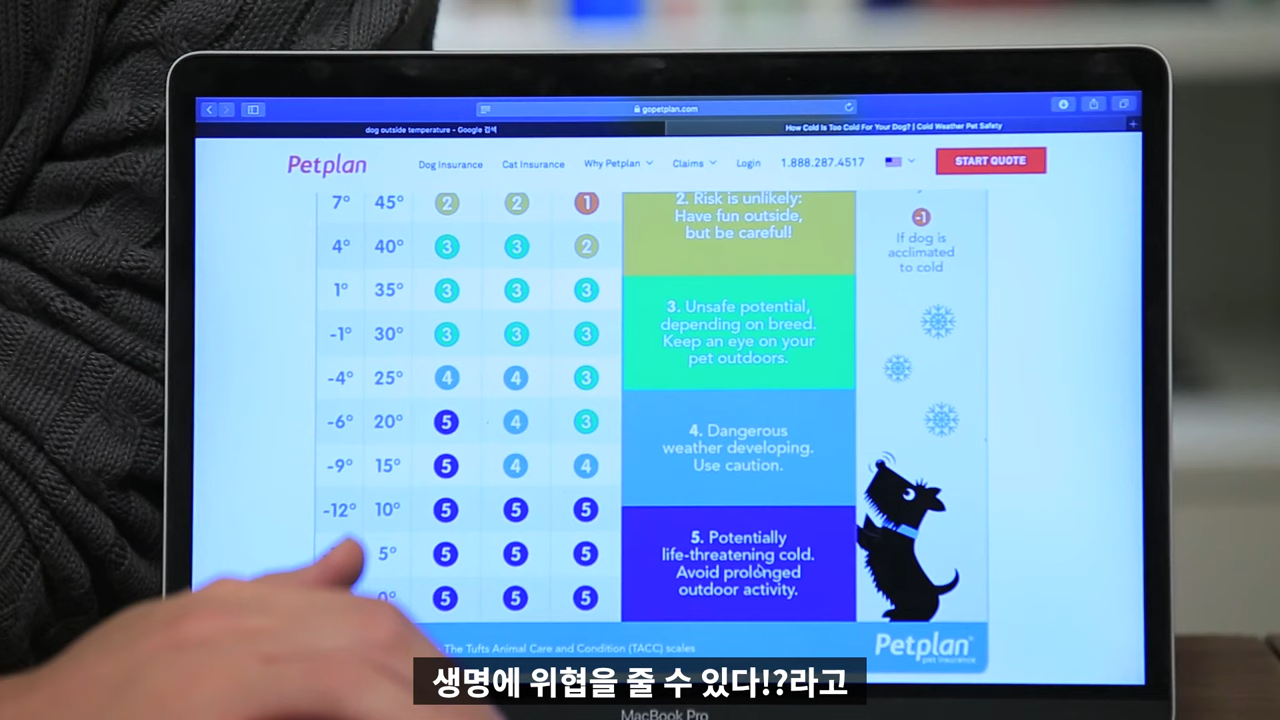 gopetplan.com
dog outside temperature - Google 검색
How Cold Is Too Cold For Your Dog? | Cold Weather Pet Safety
Petplan
Dog Insurance
Cat Insurance
Why Petplan
Claims
Login
1.888.287.4517
START QUOTE
7° 45° 2 2 1
4° 40° 3 3 2
1° 35° 3 3 3
-1° 30° 3 3 3
-4° 25° 4 4 3
-6° 20° 5 4 3
-9° 15° 5 4 4
-12° 10° 5 5 5
5° 5 5 5
0° 5 5 5
2. Risk is unlikely:
Have fun outside,
but be careful!
3. Unsafe potential,
depending on breed.
Keep an eye on your
pet outdoors.
4. Dangerous
weather developing.
Use caution.
5. Potentially
life-threatening cold.
Avoid prolonged
outdoor activity.
-1
If dog is
acclimated
to cold
The Tufts Animal Care and Condition (TACC) scales
Petplan
pet insurance
생명에 위협을 줄 수 있다!?라고
MacBook Pro